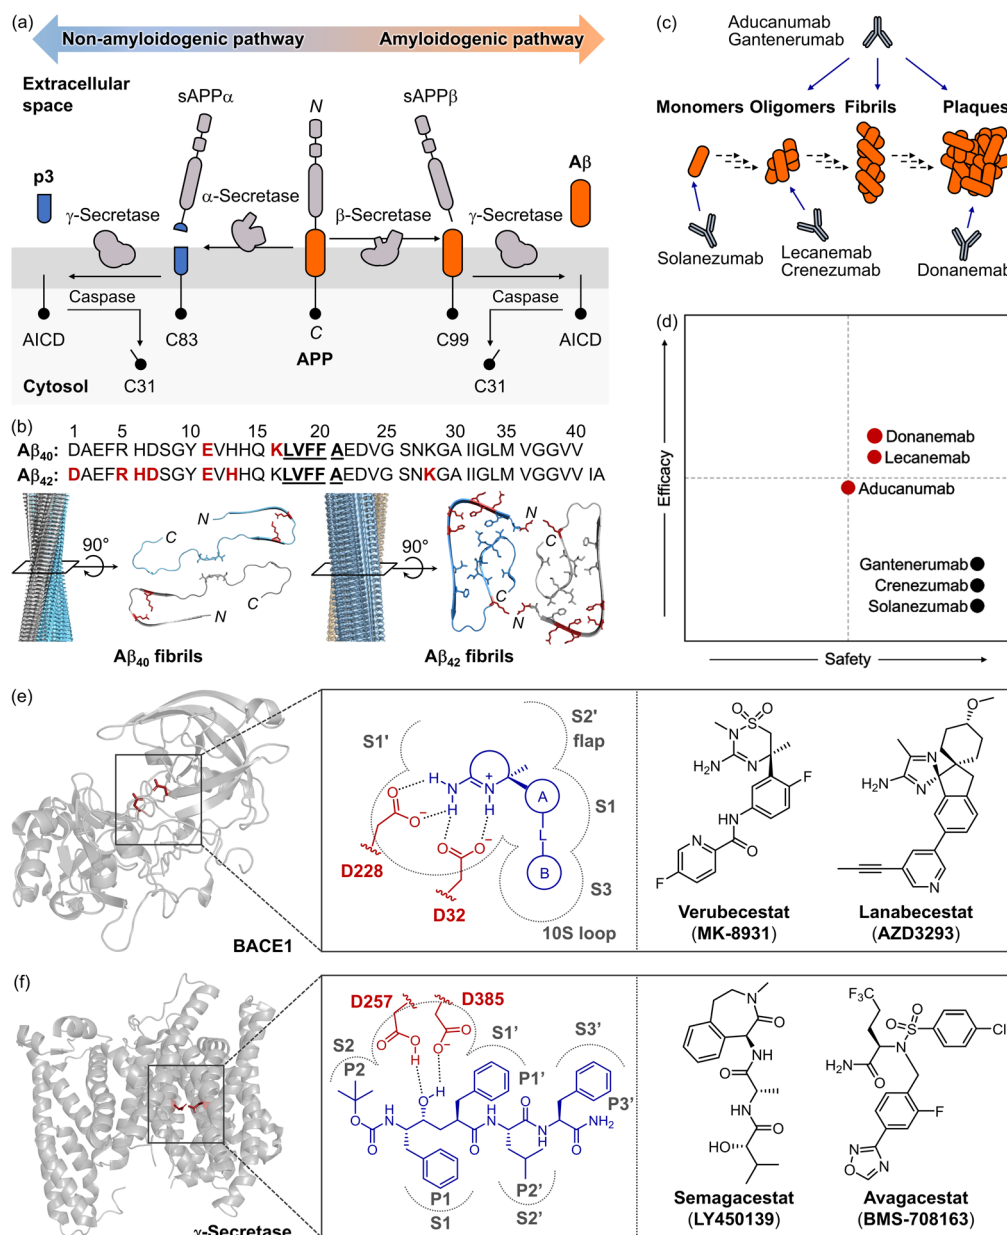 (a)
Non-amyloidogenic pathway
Amyloidogenic pathway
Extracellular
space
sAPPα
N
sAPPβ
p3
Aβ
γ-Secretase
α-Secretase
β-Secretase
γ-Secretase
Caspase
Caspase
AICD
C83
C
APP
C99
AICD
C31
C31
Cytosol
(b)
1 5 10 15 20 25 30 35 40
Aβ40: DAEFR HDSGY EVHHQ KLVFF AEDVG SNKGA IIGLM VGGVV
Aβ42: DAEFR HDSGY EVHHQ KLVFF AEDVG SNKGA IIGLM VGGVV IA
90°
N
C
N
C
Aβ40 fibrils
90°
N
C
C
N
Aβ42 fibrils
(c)
Aducanumab
Gantenerumab
Monomers Oligomers Fibrils Plaques
Solanezumab
Lecanemab
Crenezumab
Donanemab
(d)
Efficacy
Donanemab
Lecanemab
Aducanumab
Gantenerumab
Crenezumab
Solanezumab
Safety
(e)
BACE1
S1'
S2'
flap
S1
S3
10S loop
H
N
H
H
N
+
H
A
L
B
O
O
−
O
O
−
D228
D32
O O
S
N
N
H2N
F
H
N
O
N
F
Verubecestat
(MK-8931)
O
N
H2N
N
N
Lanabecestat
(AZD3293)
(f)
γ-Secretase
D257
D385
O
O
H
O
O−
S2
P2
S1’
P1’
S3’
P3’
O H
O
O
H
N
O
N
H
O
H
N
O
NH2
P1
S1
P2’
S2’
N
O
NH
O
NH
O
HO
Semagacestat
(LY450139)
F3C
O
O
S
N
Cl
H2N
O
F
N
N
O
Avagacestat
(BMS-708163)